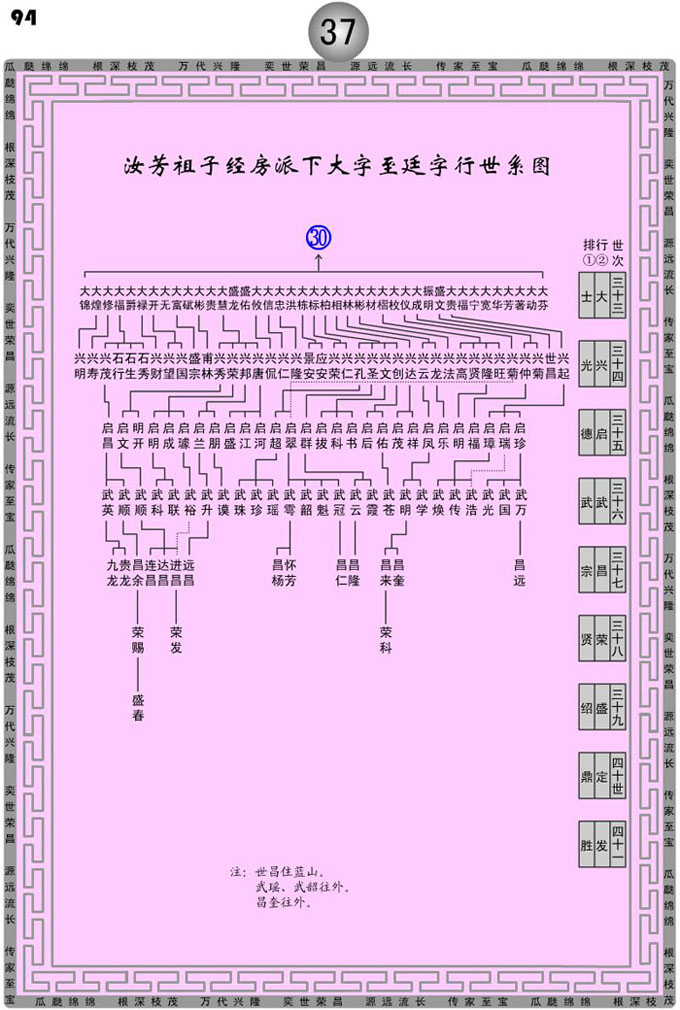 94
37
瓜瓞绵绵 根深枝茂 万代兴隆 奕世荣昌 源远流长 传家至宝 瓜瓞绵绵 根深枝茂
瓞绵绵 根深枝茂 万代兴隆 奕世荣昌 源远流长 传家至宝 瓜瓞绵绵 根深枝茂 万代兴隆 奕世荣昌 源远流长 传家至宝
万代兴隆 奕世荣昌 源远流长 传家至宝 瓜瓞绵绵 根深枝茂 万代兴隆 奕世荣昌 源远流长 传家至宝 瓜瓞绵绵 根深枝茂
汝芳祖子经房派下大字至廷字行世系图
㉚
排行 世
①② 次
士 大 三十三
光 兴 三十四
德 启 三十五
武 武 三十六
宗 昌 三十七
贤 荣 三十八
绍 盛 三十九
鼎 定 四十世
胜 发 四十一
大大大大大大大大大大大大大盛盛大大大大大大大大大大大大大大大振盛大大大大大大大大大
锦煌修福爵禄开无富斌彬贵慧龙佑攸信忠洪栋标柏相林彬材榴枚仪成明文贵福宁宽华芳著动芬
兴兴兴石石石兴兴兴盛甫兴兴兴兴兴兴兴景应兴兴兴兴兴兴兴兴兴兴兴兴兴兴兴兴兴世兴
明寿茂行生秀财望国宗林秀荣邦唐侃仁隆安安荣仁孔圣文创达云龙法高贤隆旺菊仲菊昌起
启启明启启启启启启启启启启启启启启启启启启启启启启启启启
昌文开明成璩兰朋盛江河超翠群拔科书后佑茂祥凤乐明福璋瑞珍
武武武武武武武武武武武武武武武武武武武武武武武武武武
英顺顺科联裕升谟珠珍瑶雩韶魁冠云霞苍明学焕传浩光国万
九贵昌连达进远 昌怀 昌昌 昌昌 昌
龙龙余昌昌昌昌 杨芳 仁隆 来奎 远
荣 荣 荣
赐 发 科
盛
春
注：世昌住蓝山。
武瑶、武韶往外。
昌奎往外。
瓜瓞绵绵 根深枝茂 万代兴隆 奕世荣昌 源远流长 传家至宝 瓜瓞绵绵 根深枝茂